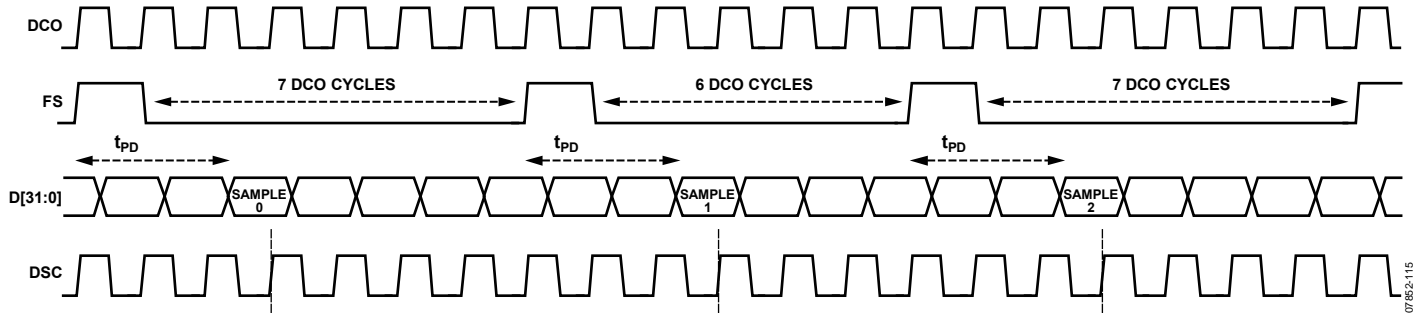 DCO
7 DCO CYCLES
6 DCO CYCLES
7 DCO CYCLES
FS
tPD
tPD
tPD
D[31:0]
SAMPLE
0
SAMPLE
1
SAMPLE
2
DSC
07852-115